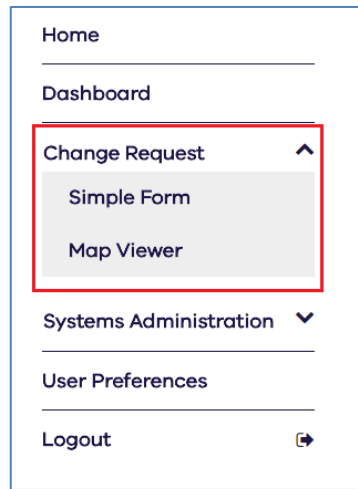 Home
Dashboard
Change Request
Simple Form
Map Viewer
Systems Administration
User Preferences
Logout